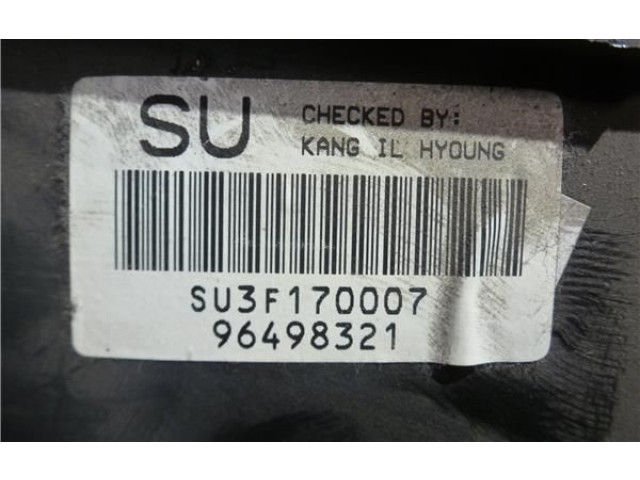 SU
CHECKED BY:
KANG IL HYOUNG
SU3F170007
96498321